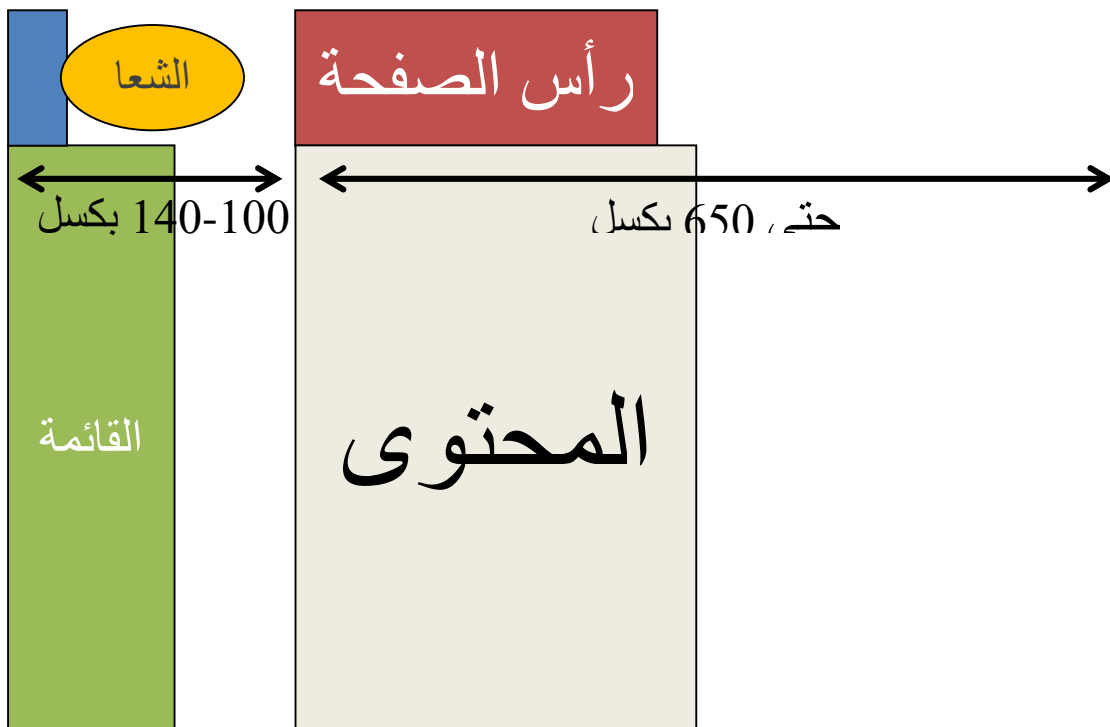 رأس الصفحة
الشعا
حتى 650 بكسل
100-140 بكسل
المحتوى
القائمة